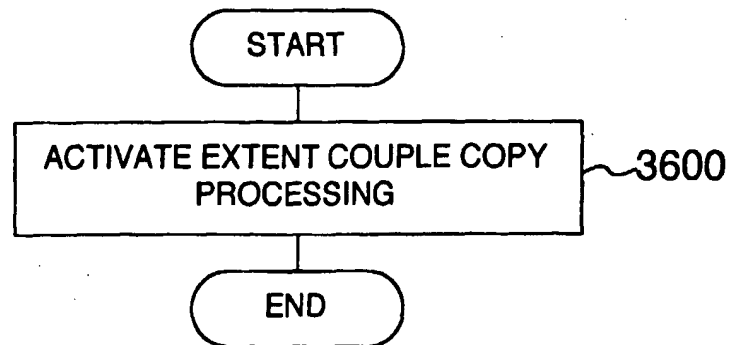 START
ACTIVATE EXTENT COUPLE COPY
PROCESSING
3600
END